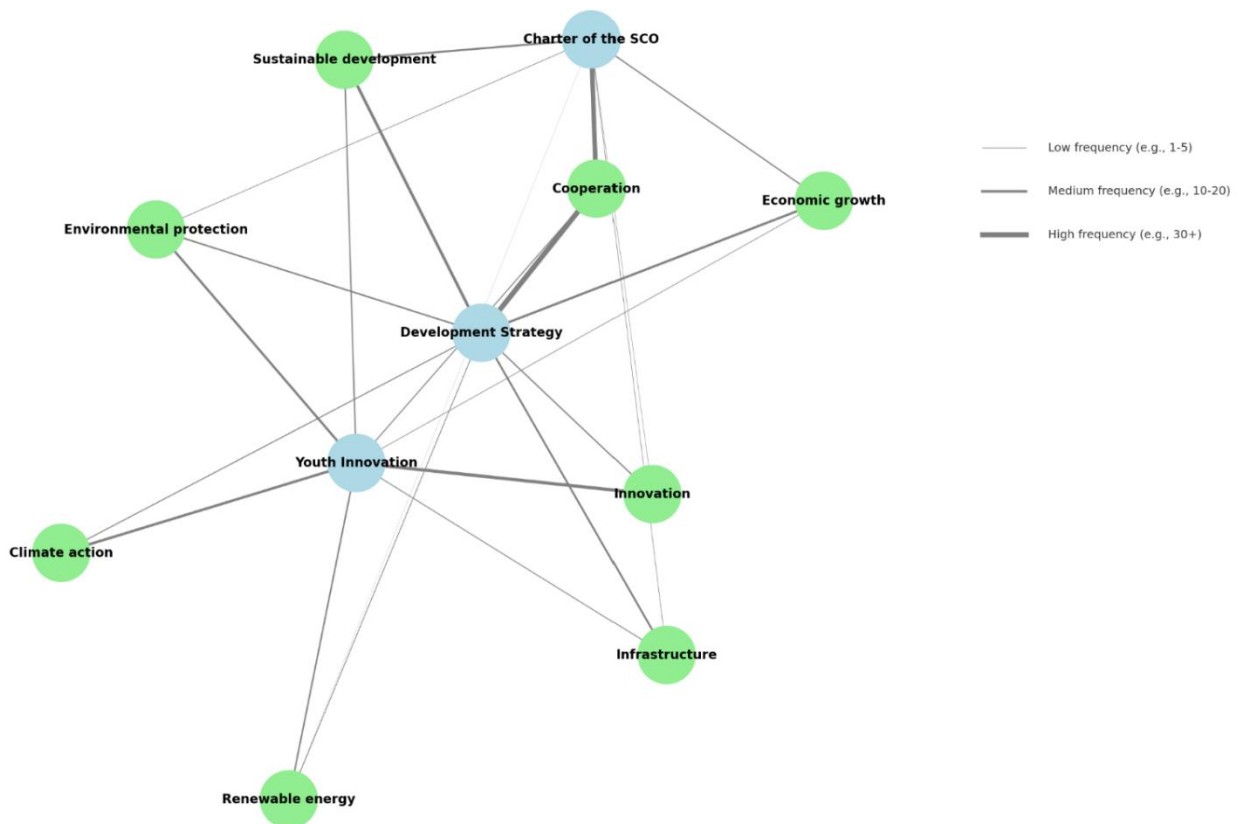 Charter of the SCO
Sustainable development
Low frequency (e.g., 1-5)
Cooperation
Medium frequency (e.g., 10-20)
Economic growth
Environmental protection
High frequency (e.g., 30+)
Development Strategy
Youth Innovation
Innovation
Climate action
Infrastructure
Renewable energy